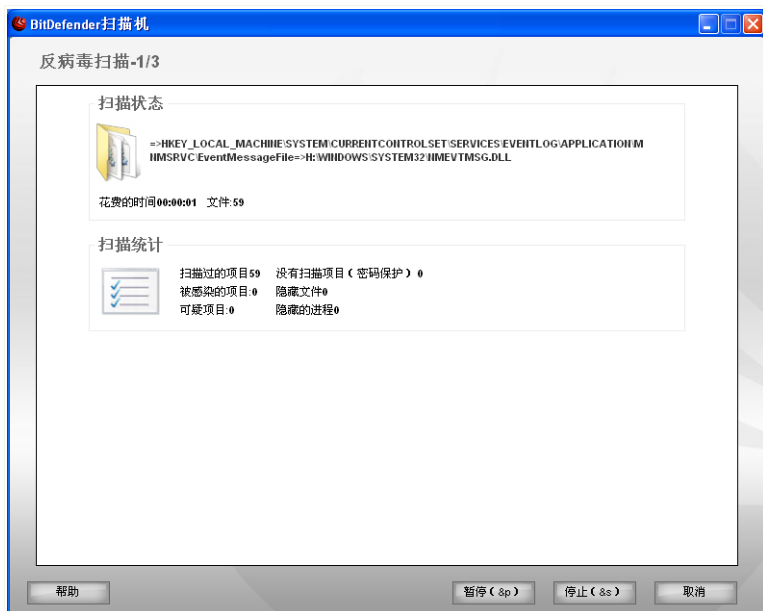 BitDefender扫描机
反病毒扫描-1/3
扫描状态
=>HKEY_LOCAL_MACHINE\SYSTEM\CURRENTCONTROLSET\SERVICES\EVENTLOG\APPLICATION\M
NMSRVC\EventMessageFile=>H:\WINDOWS\SYSTEM32\NMEVTMSG.DLL
花费的时间00:00:01 文件:59
扫描统计
扫描过的项目59 没有扫描项目(密码保护)0
被感染的项目:0 隐藏文件0
可疑项目:0 隐藏的进程0
帮助 暂停(&p) 停止(&s) 取消